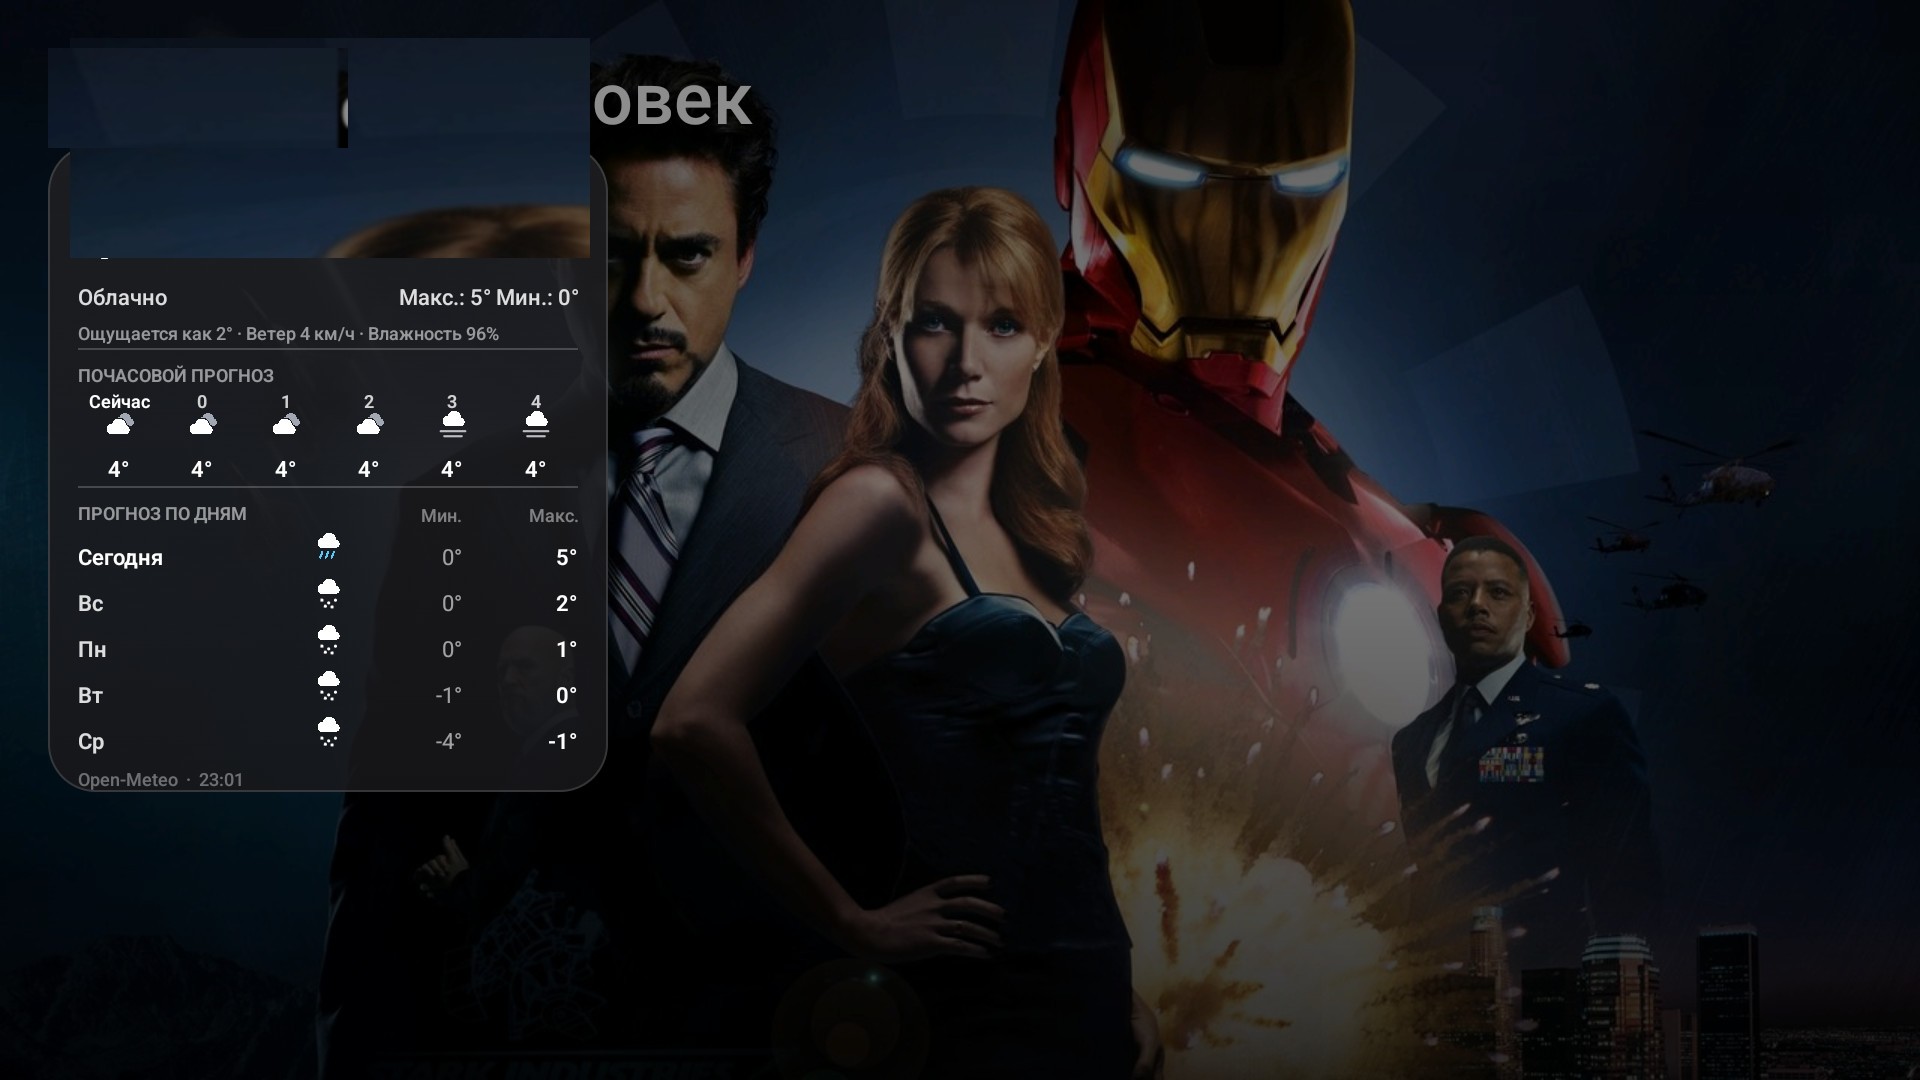 овек
Облачно Макс.: 5° Мин.: 0°
Ощущается как 2° · Ветер 4 км/ч · Влажность 96%
ПОЧАСОВОЙ ПРОГНОЗ
Сейчас 0 1 2 3 4
4° 4° 4° 4° 4° 4°
ПРОГНОЗ ПО ДНЯМ Мин. Макс.
Сегодня 0° 5°
Вс 0° 2°
Пн 0° 1°
Вт -1° 0°
Ср -4° -1°
Open-Meteo · 23:01
STARK INDUSTRIES